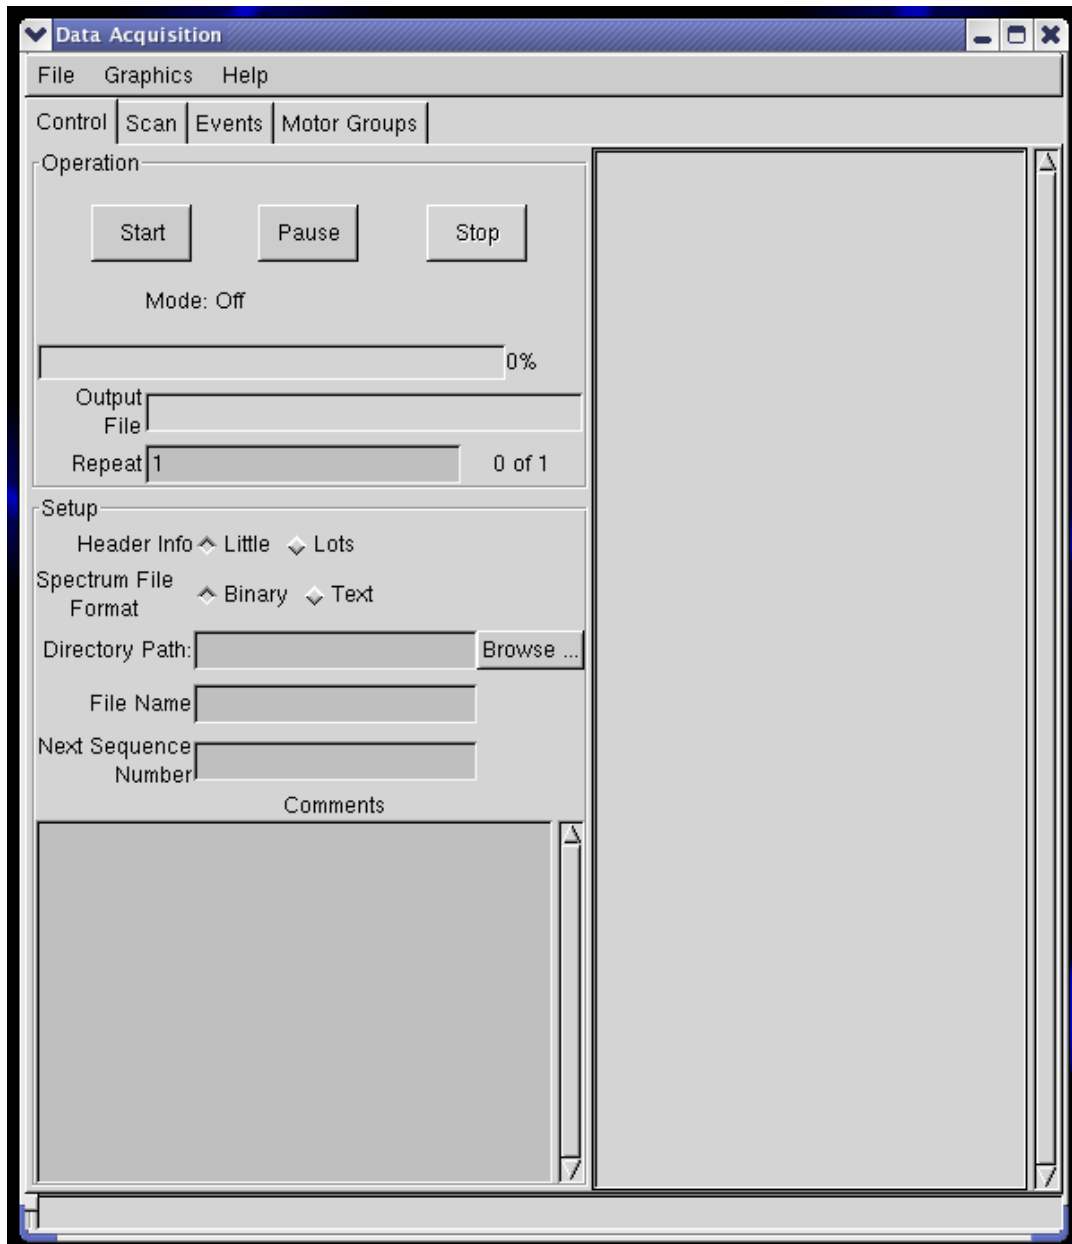 Data Acquisition
File Graphics Help
Control Scan Events Motor Groups
Operation
Start Pause Stop
Mode: Off
0%
Output
File
Repeat 1 0 of 1
Setup
Header Info Little Lots
Spectrum File
Format
Binary Text
Directory Path: Browse ...
File Name
Next Sequence
Number
Comments